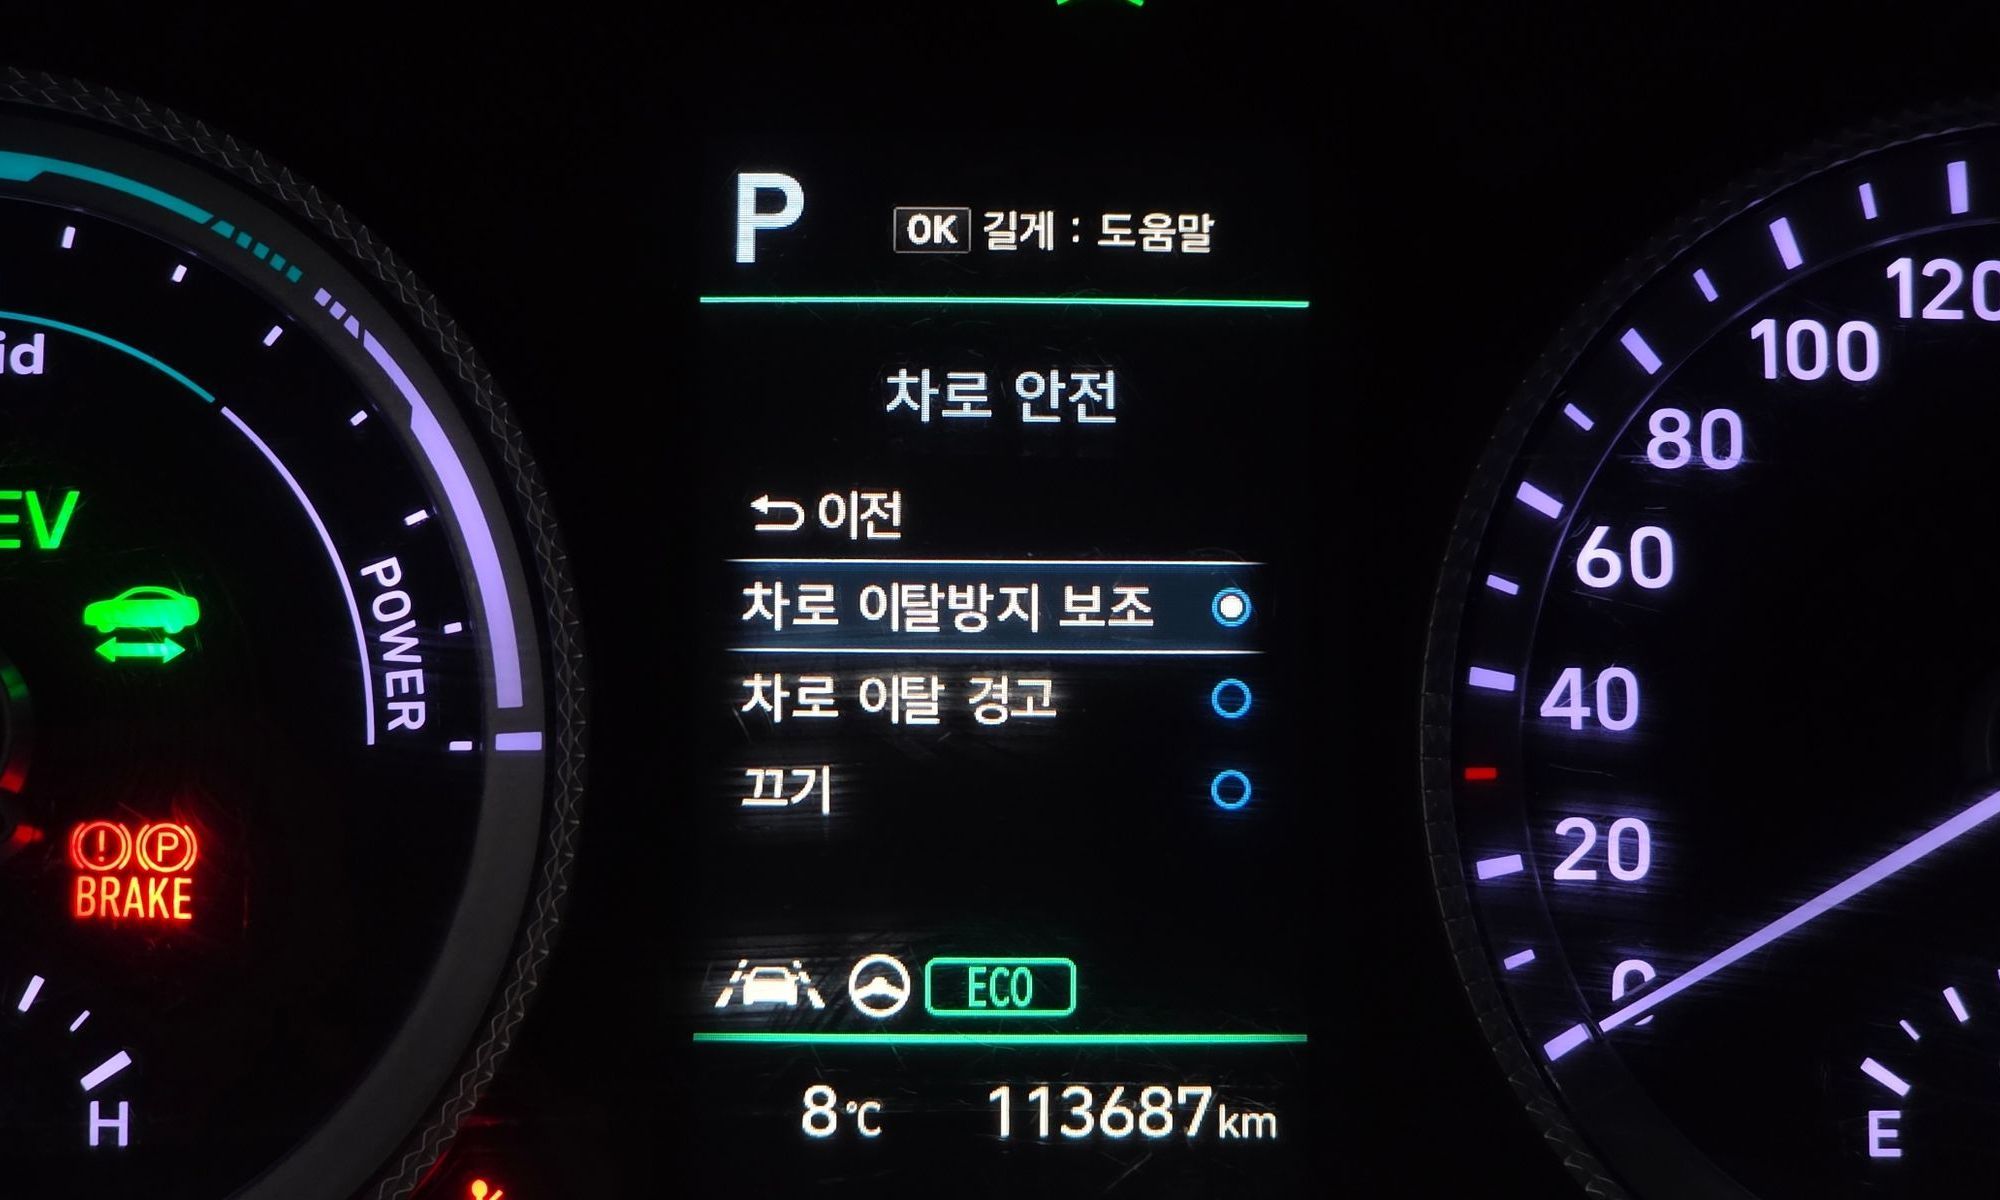 P
OK 길게 : 도움말
차로 안전
이전
차로 이탈방지 보조
차로 이탈 경고
끄기
ECO
8℃ 113687km
id
EV
POWER
! P
BRAKE
H
120
100
80
60
40
20
0
E